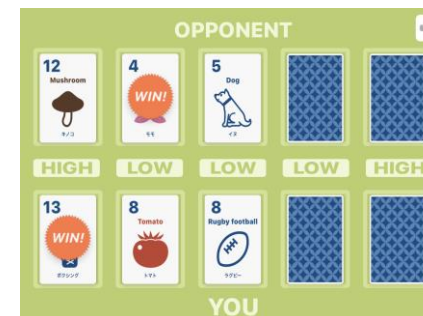 OPPONENT
12
Mushroom
キノコ
4
WIN!
モモ
5
Dog
イヌ
HIGH
LOW
LOW
LOW
HIGH
13
WIN!
ボクシング
8
Tomato
トマト
8
Rugby football
ラグビー
YOU